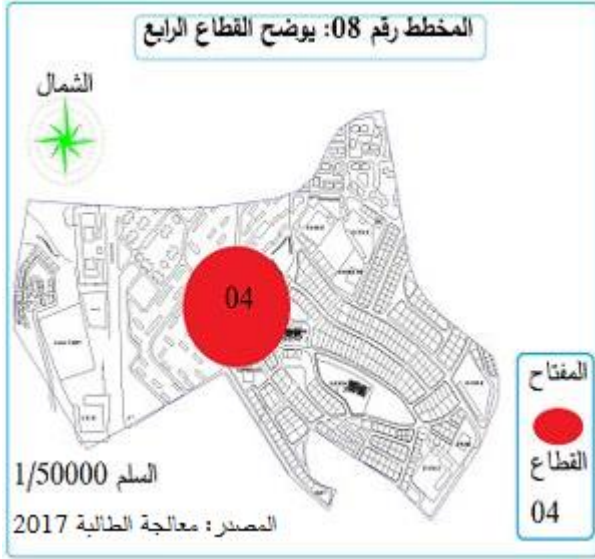 المخطط رقم 08: يوضح القطاع الرابع
الشمال
04
المفتاح
القطاع
04
السلم 1/50000
المصدر: معالجة الطالبة 2017